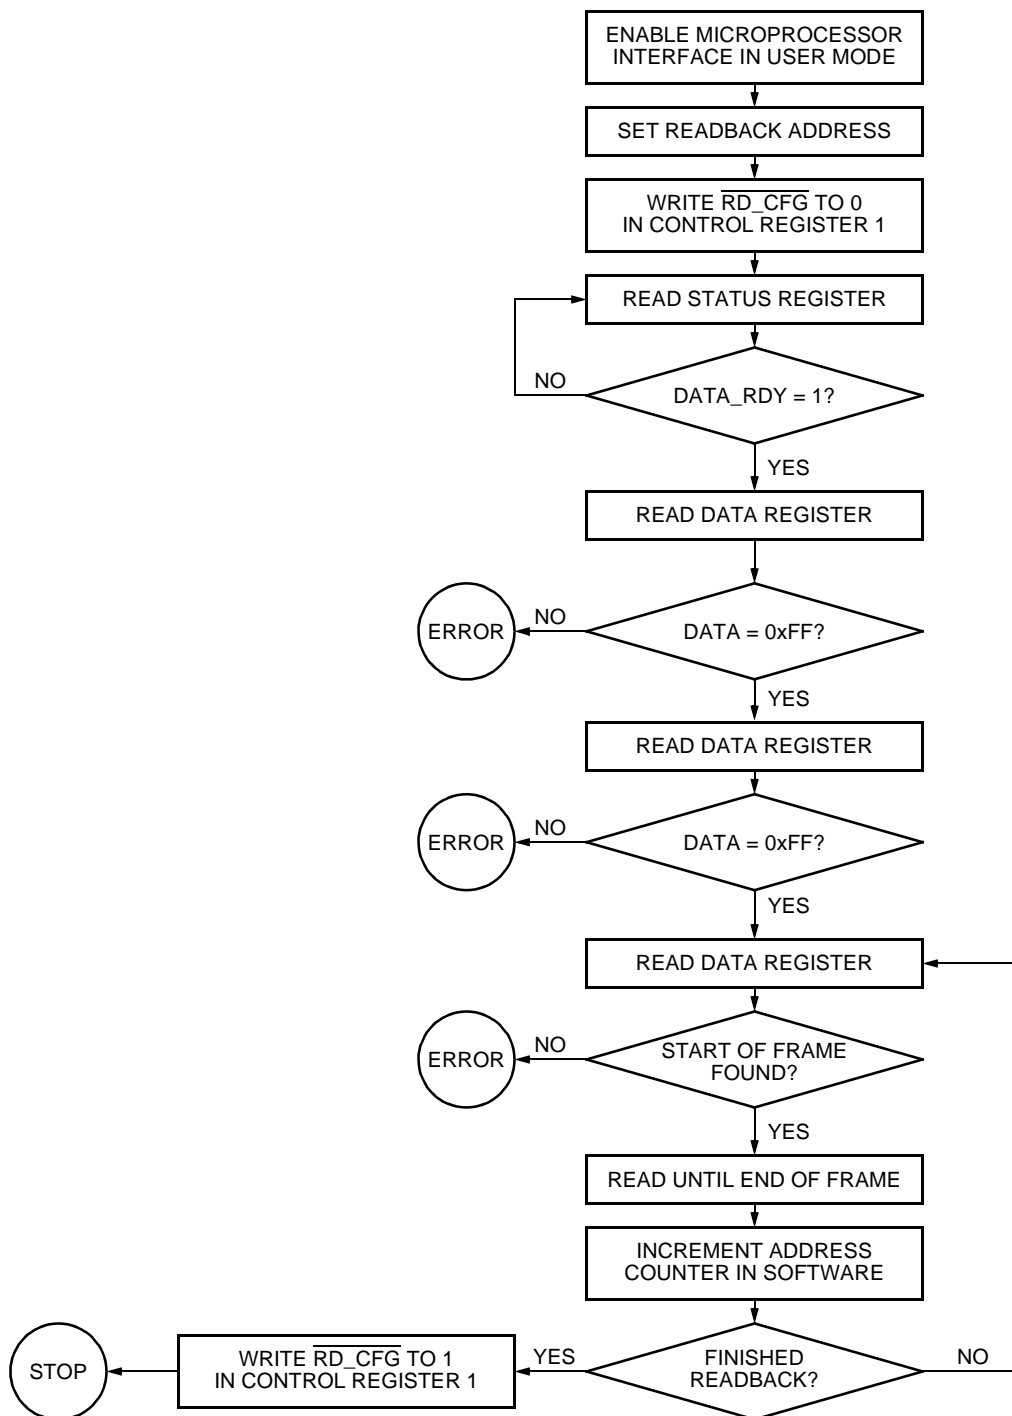 ENABLE MICROPROCESSOR
INTERFACE IN USER MODE
SET READBACK ADDRESS
WRITE RD_CFG TO 0
IN CONTROL REGISTER 1
READ STATUS REGISTER
NO
DATA_RDY = 1?
YES
READ DATA REGISTER
ERROR
NO
DATA = 0xFF?
YES
READ DATA REGISTER
ERROR
NO
DATA = 0xFF?
YES
READ DATA REGISTER
ERROR
NO
START OF FRAME
FOUND?
YES
READ UNTIL END OF FRAME
INCREMENT ADDRESS
COUNTER IN SOFTWARE
STOP
WRITE RD_CFG TO 1
IN CONTROL REGISTER 1
YES
FINISHED
READBACK?
NO